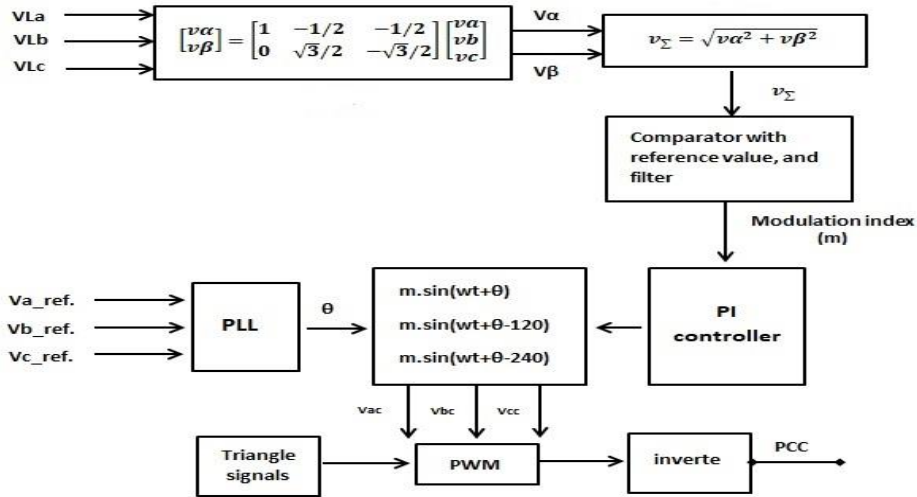 VLa
VLb
VLc
[vα vβ] = [1 −1/2 −1/2 0 √3/2 −√3/2] [va vb vc]
Vα
Vβ
v_Σ = √vα² + vβ²
v_Σ
Comparator with
reference value, and
filter
Modulation index
(m)
Va_ref.
Vb_ref.
Vc_ref.
PLL
θ
m.sin(wt+θ)
m.sin(wt+θ-120)
m.sin(wt+θ-240)
PI
controller
Vac
Vbc
Vcc
Triangle
signals
PWM
inverte
PCC